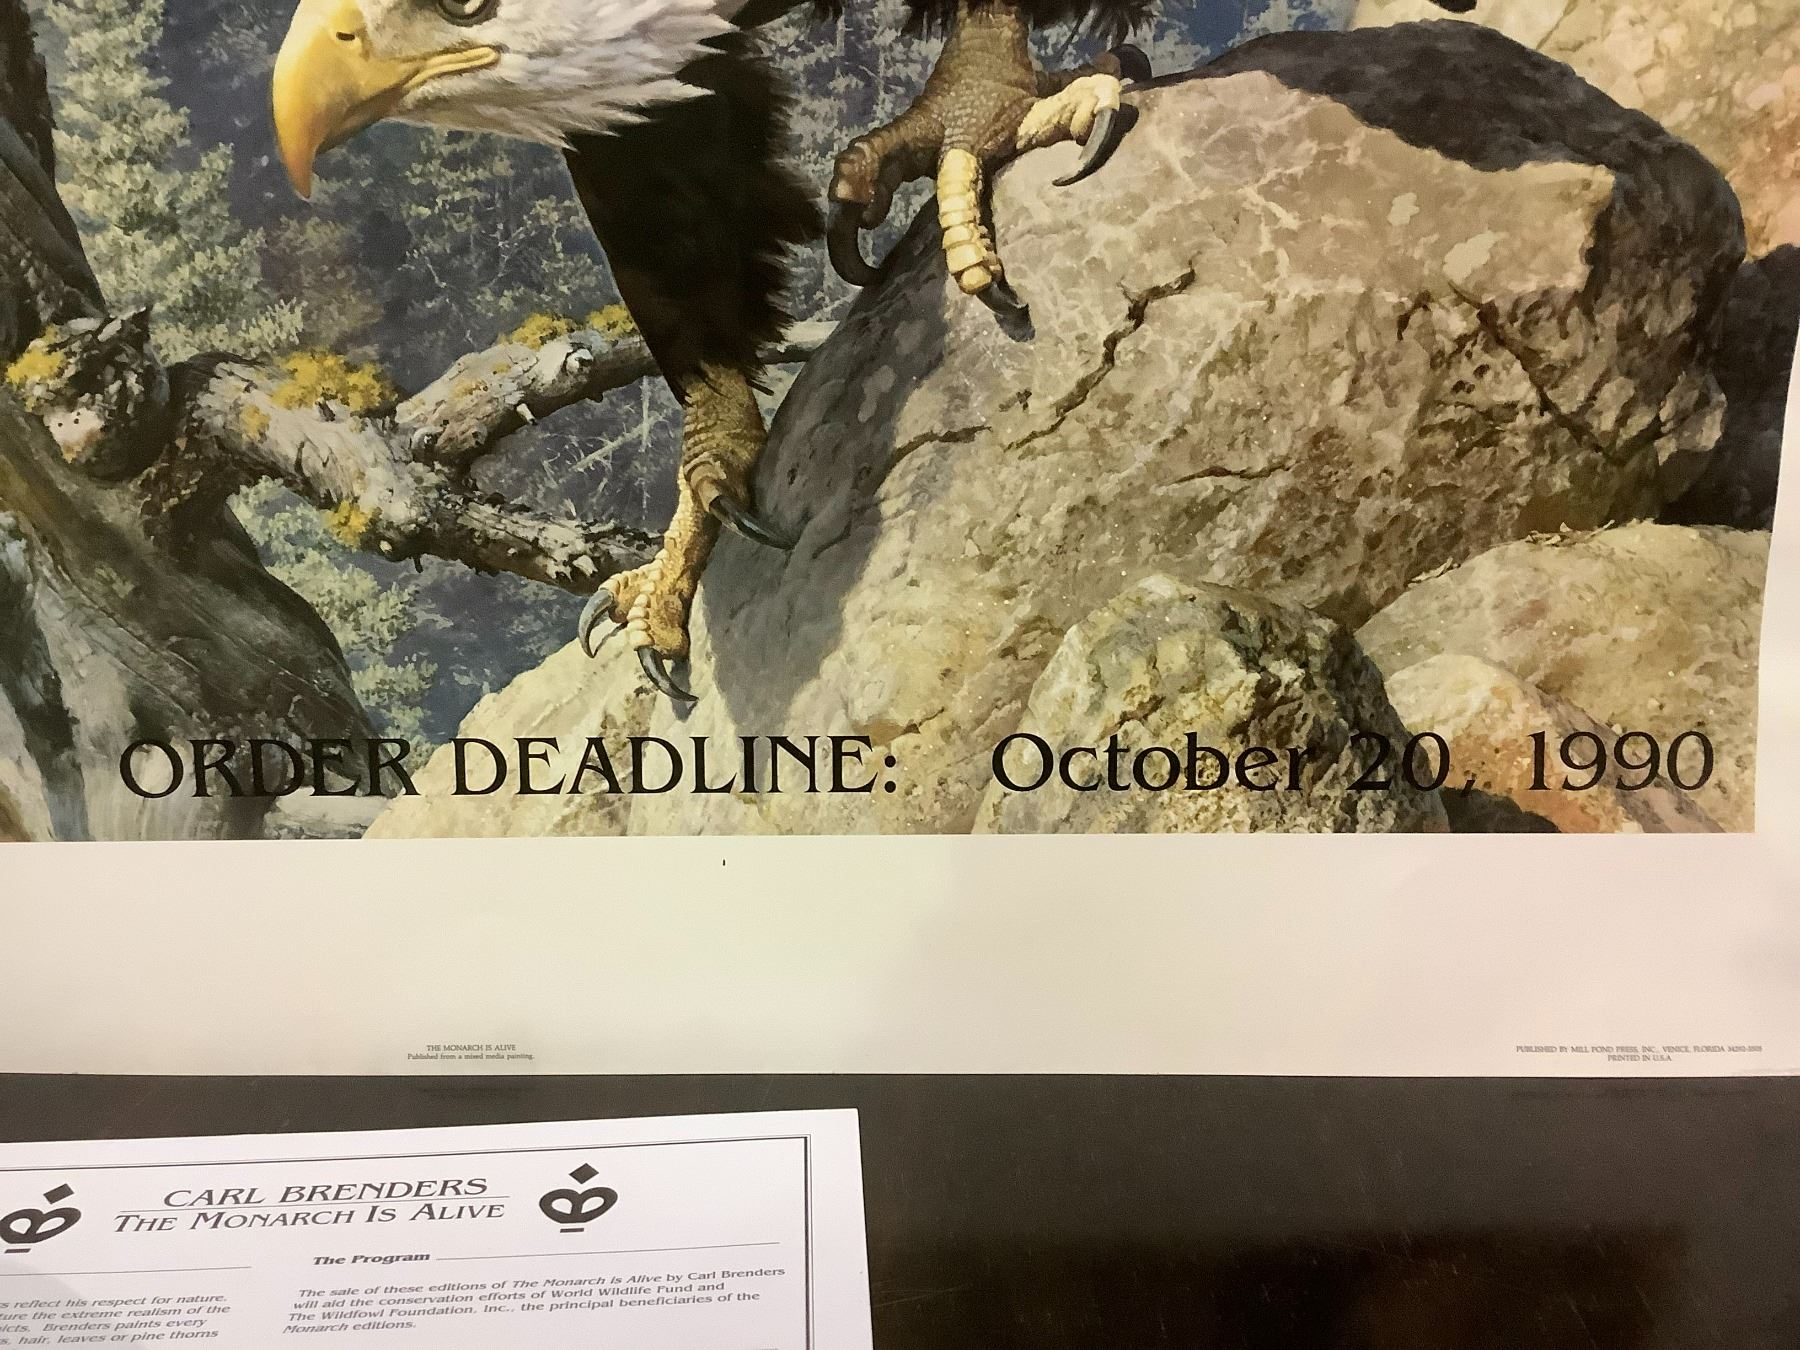 ORDER DEADLINE: October 20, 1990
THE MONARCH IS ALIVE
Published from a mixed media painting.
PUBLISHED BY MILL POND PRESS, INC., VENICE, FLORIDA 34292-3505
PRINTED IN U.S.A.
CARL BRENDERS
THE MONARCH IS ALIVE
reflect his respect for nature.
the extreme realism of the
Brenders paints every
hair, leaves or pine thorns
The Program
The sale of these editions of The Monarch is Alive by Carl Brenders
will aid the conservation efforts of World Wildlife Fund and
The Wildfowl Foundation, Inc., the principal beneficiaries of the
Monarch editions.